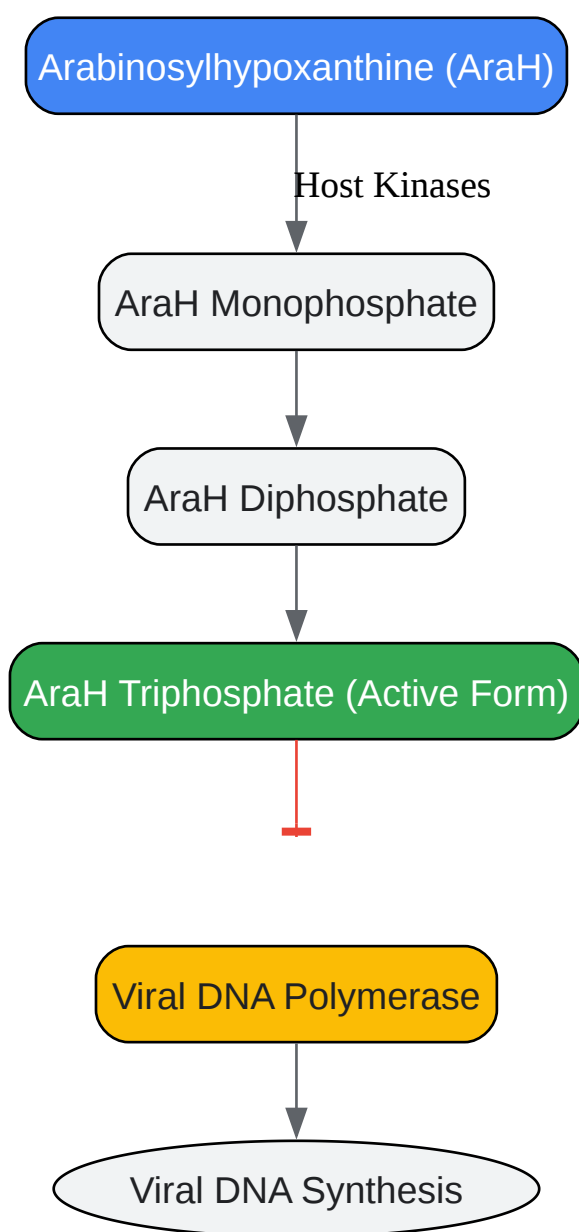 Arabinosylhypoxanthine (AraH)
Host Kinases
AraH Monophosphate
AraH Diphosphate
AraH Triphosphate (Active Form)
Viral DNA Polymerase
Viral DNA Synthesis